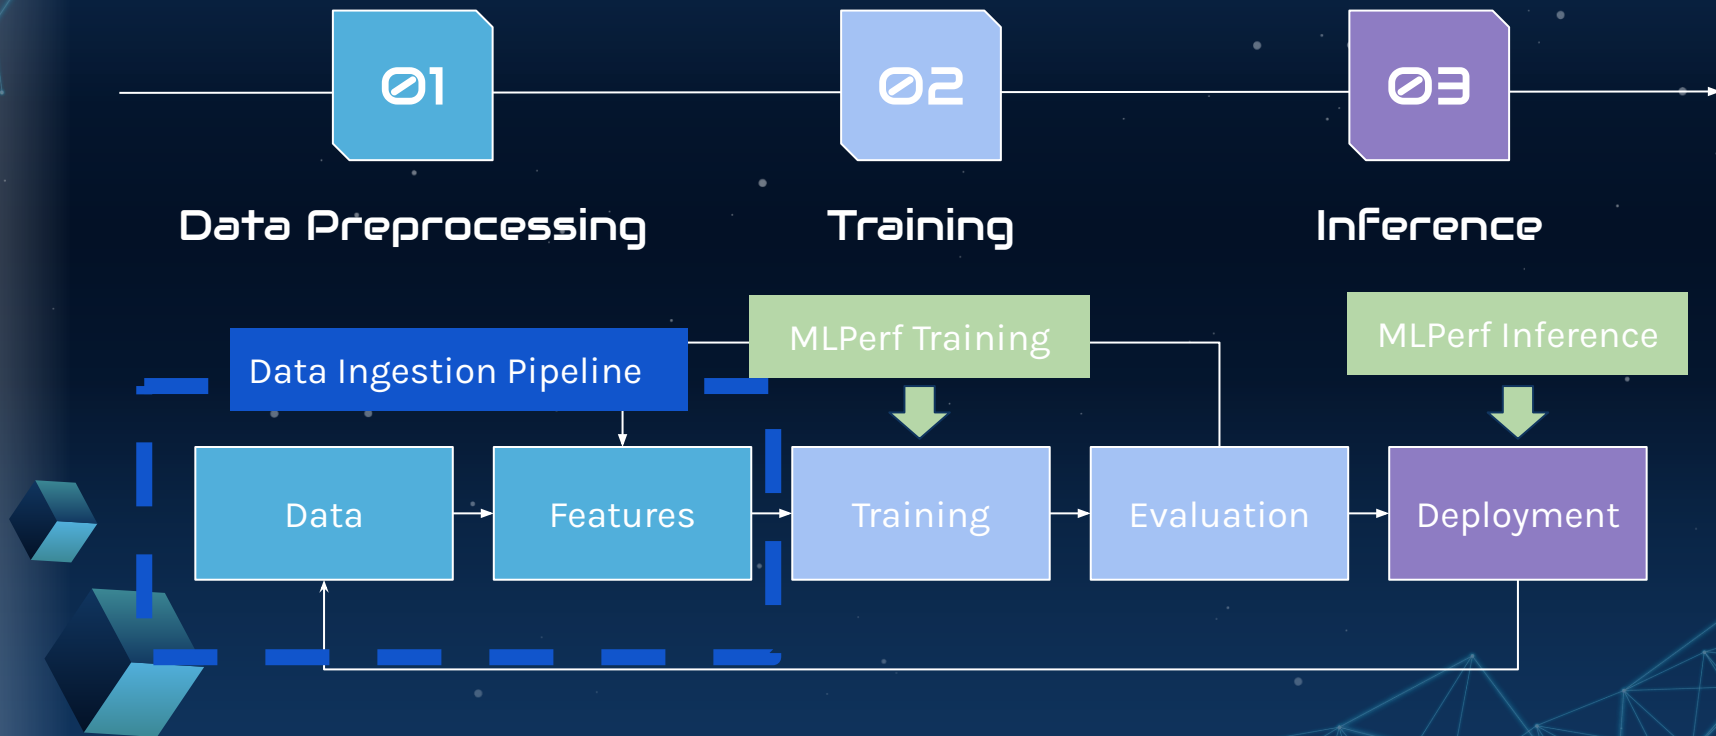 01
02
03
Data Preprocessing
Training
Inference
MLPerf Training
MLPerf Inference
Data Ingestion Pipeline
Data
Features
Training
Evaluation
Deployment